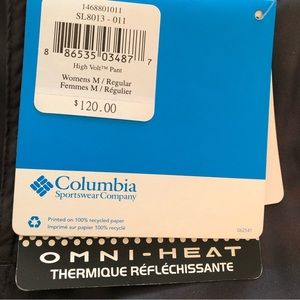 1468801011
SL8013 - 011
8 86535 03487 7
High Volt™ Pant
Womens M / Regular
Femmes M / Régulier
$120.00
Columbia
Sportswear Company
Printed on 100% recycled paper
Imprimé sur papier 100% recyclé
062541
OMNI-HEAT
THERMIQUE RÉFLÉCHISSANTE